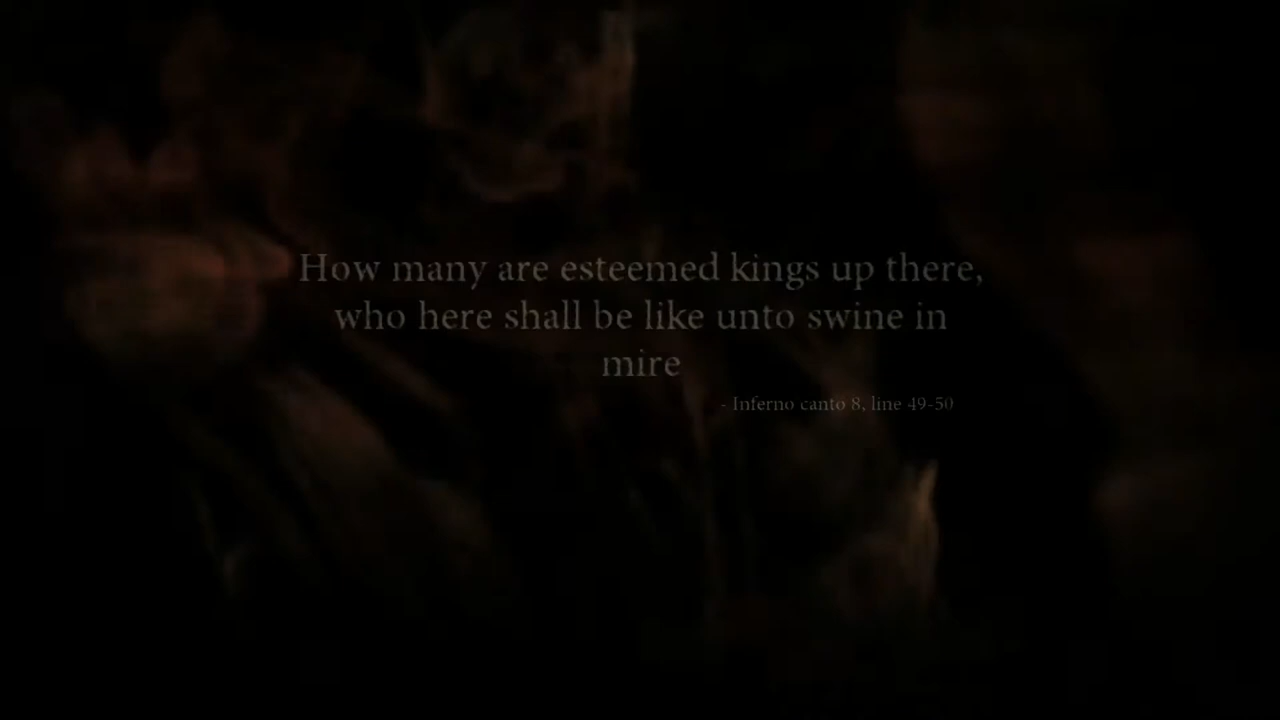 How many are esteemed kings up there,
who here shall be like unto swine in
mire
- Inferno canto 8, line 49-50